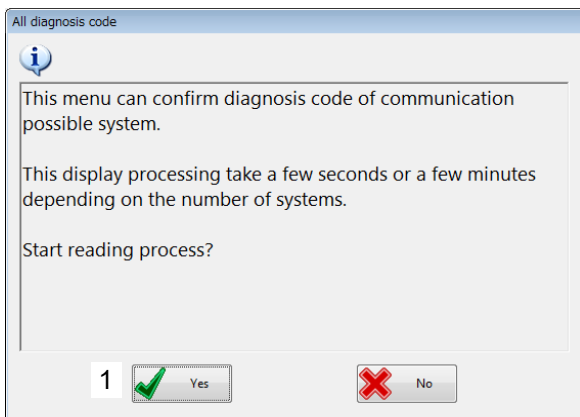 All diagnosis code
This menu can confirm diagnosis code of communication
possible system.
This display processing take a few seconds or a few minutes
depending on the number of systems.
Start reading process?
1 Yes No